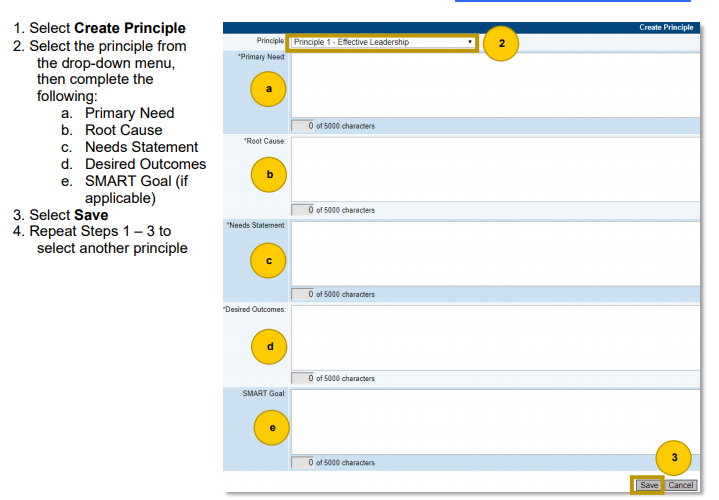 1. Select Create Principle
2. Select the principle from
the drop-down menu,
then complete the
following:
a. Primary Need
b. Root Cause
c. Needs Statement
d. Desired Outcomes
e. SMART Goal (if
applicable)
3. Select Save
4. Repeat Steps 1 – 3 to
select another principle
Create Principle
Principle: Principle 1 - Effective Leadership
2
*Primary Need:
a
0 of 5000 characters
*Root Cause:
b
0 of 5000 characters
*Needs Statement:
c
0 of 5000 characters
*Desired Outcomes:
d
0 of 5000 characters
SMART Goal:
e
0 of 5000 characters
3
Save Cancel